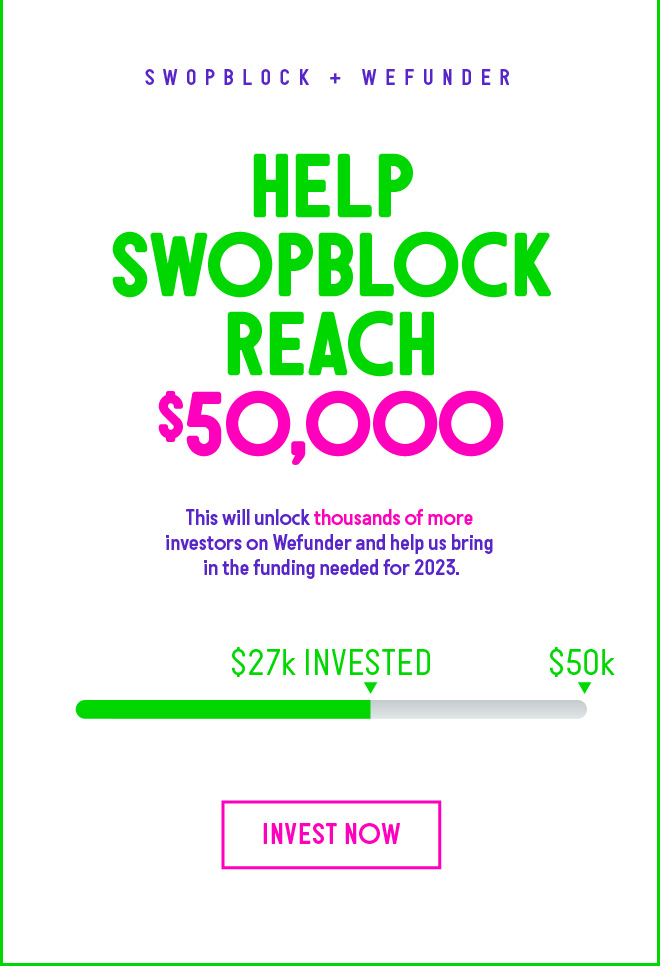 SWOPBLOCK + WEFUNDER
HELP
SWOPBLOCK
REACH
$50,000
This will unlock thousands of more
investors on Wefunder and help us bring
in the funding needed for 2023.
$27k INVESTED $50k
INVEST NOW